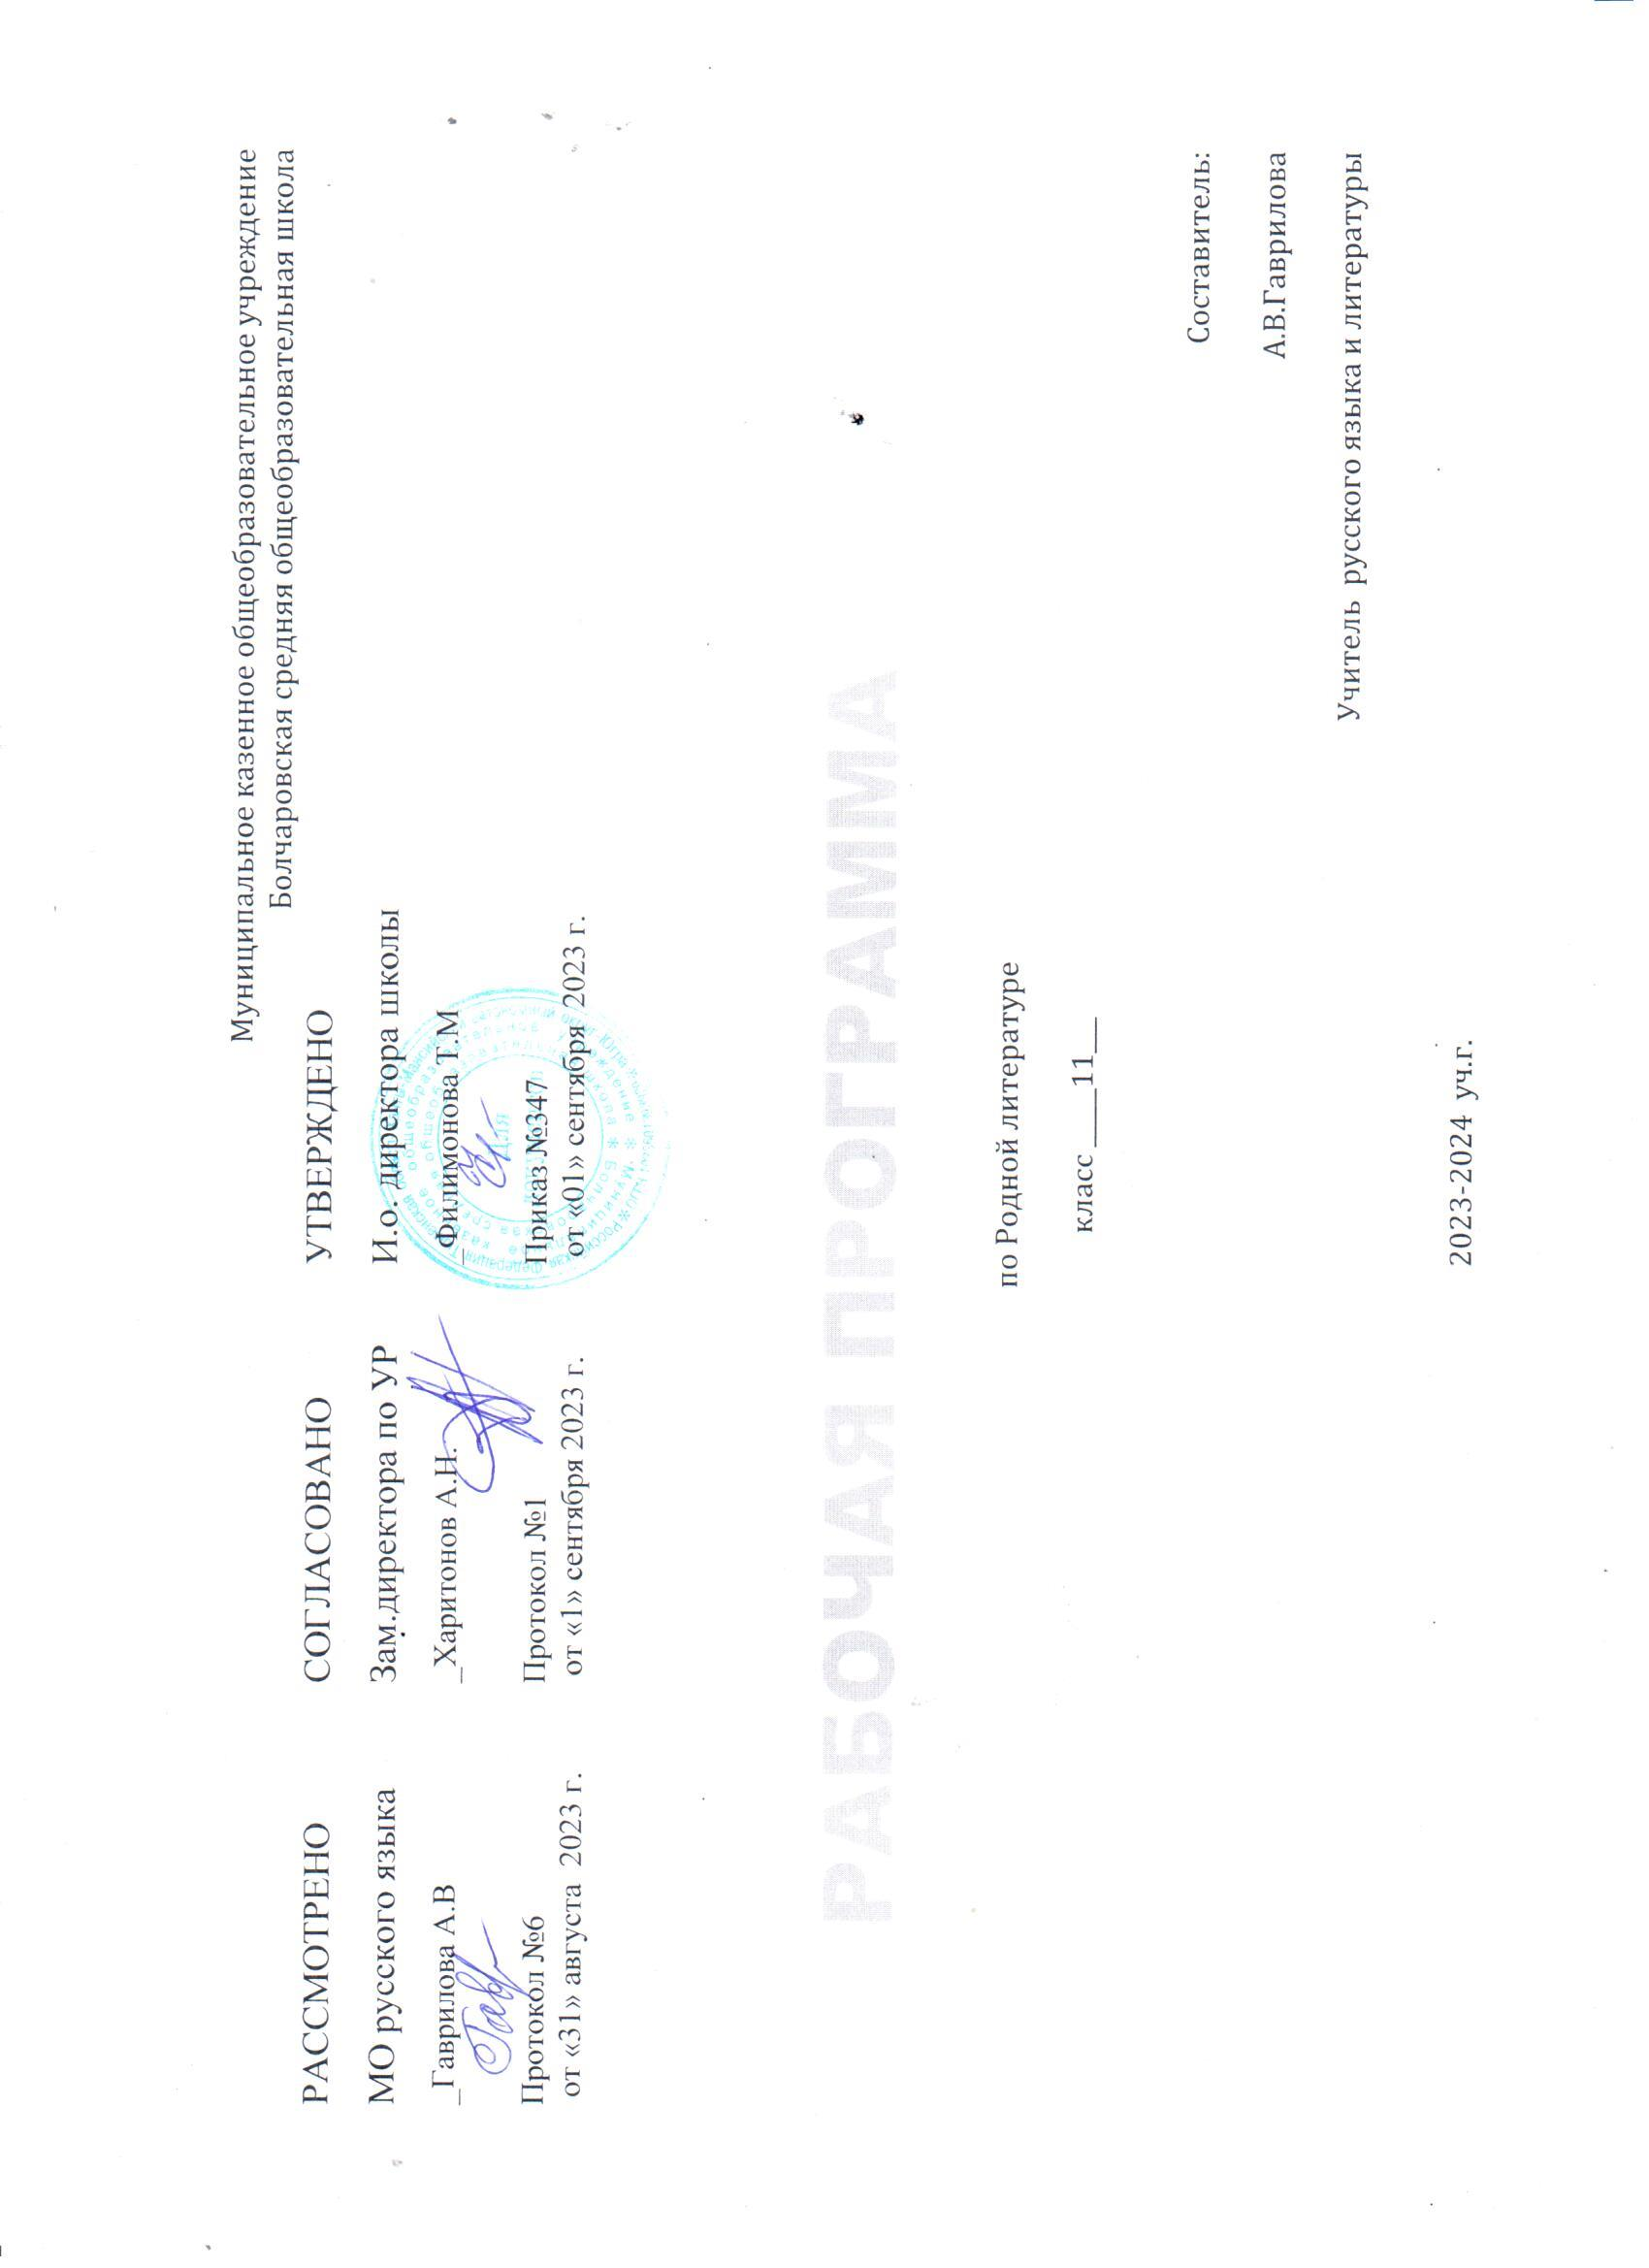 Муниципальное казенное общеобразовательное учреждение
Болчаровская средняя общеобразовательная школа
РАССМОТРЕНО
МО русского языка
_Гаврилова А.В
Протокол №6
от «31» августа 2023 г.
СОГЛАСОВАНО
Зам.директора по УР
_Харитонов А.Н.
Протокол №1
от «1» сентября 2023 г.
УТВЕРЖДЕНО
И.о. директора школы
_ Филимонова Т.М
Приказ №347
от «01» сентября 2023 г.
РАБОЧАЯ ПРОГРАММА
по Родной литературе
класс____11__
Составитель:
А.В.Гаврилова
Учитель русского языка и литературы
2023-2024 уч.г.